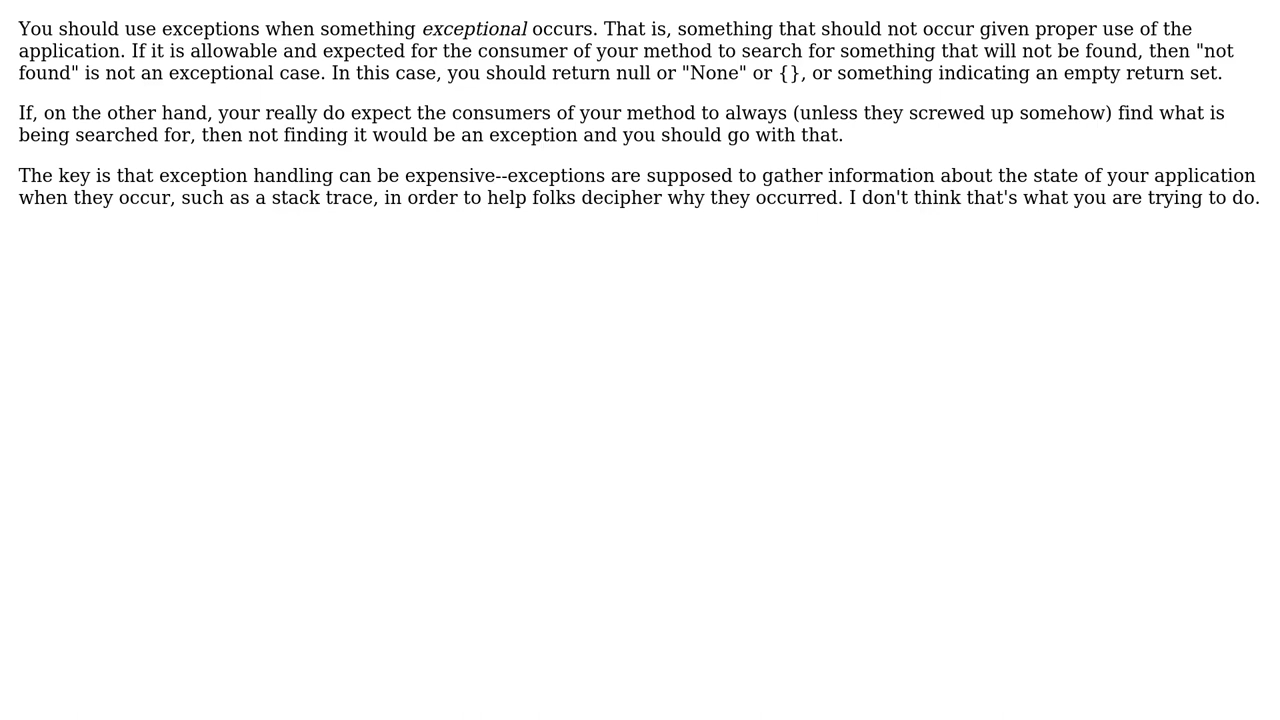 You should use exceptions when something exceptional occurs. That is, something that should not occur given proper use of the
application. If it is allowable and expected for the consumer of your method to search for something that will not be found, then "not
found" is not an exceptional case. In this case, you should return null or "None" or {}, or something indicating an empty return set.
If, on the other hand, your really do expect the consumers of your method to always (unless they screwed up somehow) find what is
being searched for, then not finding it would be an exception and you should go with that.
The key is that exception handling can be expensive--exceptions are supposed to gather information about the state of your application
when they occur, such as a stack trace, in order to help folks decipher why they occurred. I don't think that's what you are trying to do.